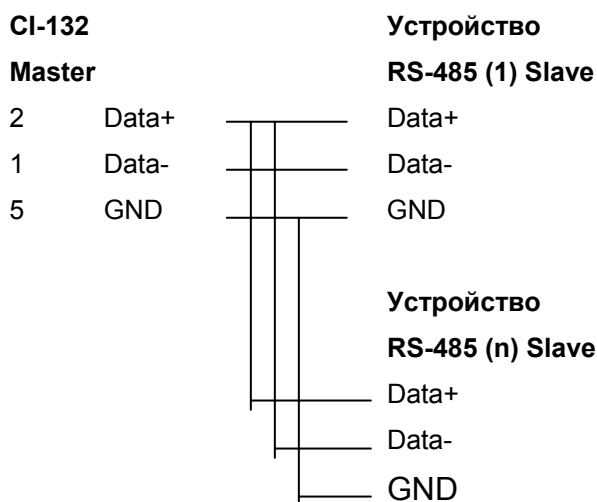 CI-132 Устройство
Master RS-485 (1) Slave
2 Data+ Data+
1 Data- Data-
5 GND GND
Устройство
RS-485 (n) Slave
Data+
Data-
GND